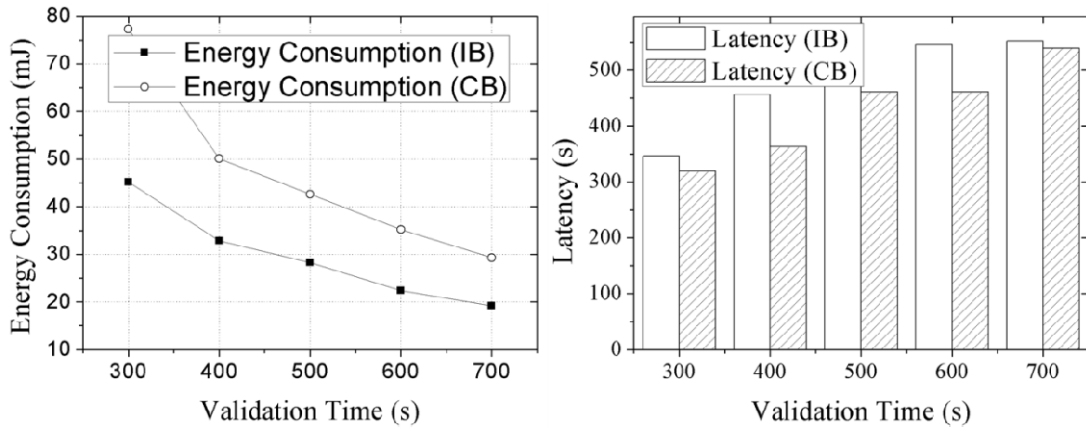 80
70
60
50
40
30
20
10
Energy Consumption (mJ)
Energy Consumption (IB)
Energy Consumption (CB)
300 400 500 600 700
Validation Time (s)
500
400
300
200
100
0
Latency (s)
Latency (IB)
Latency (CB)
300 400 500 600 700
Validation Time (s)